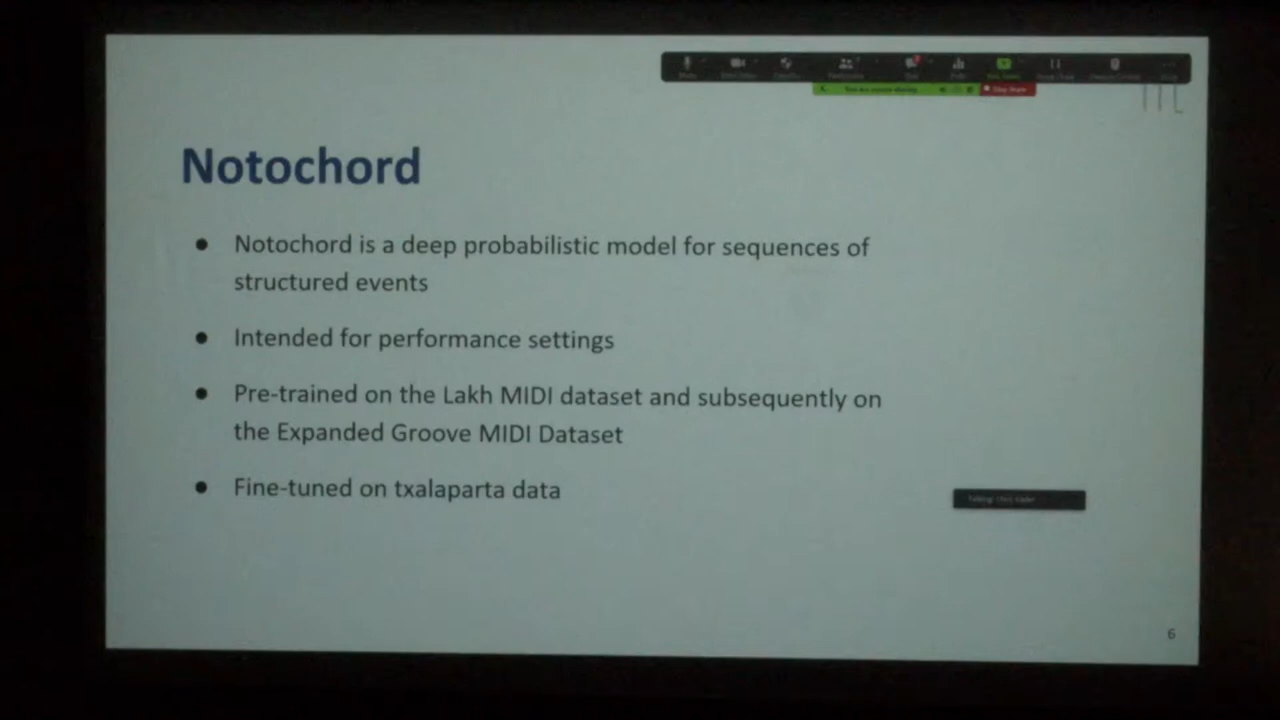 Notochord
● Notochord is a deep probabilistic model for sequences of
structured events
● Intended for performance settings
● Pre-trained on the Lakh MIDI dataset and subsequently on
the Expanded Groove MIDI Dataset
● Fine-tuned on txalaparta data
6